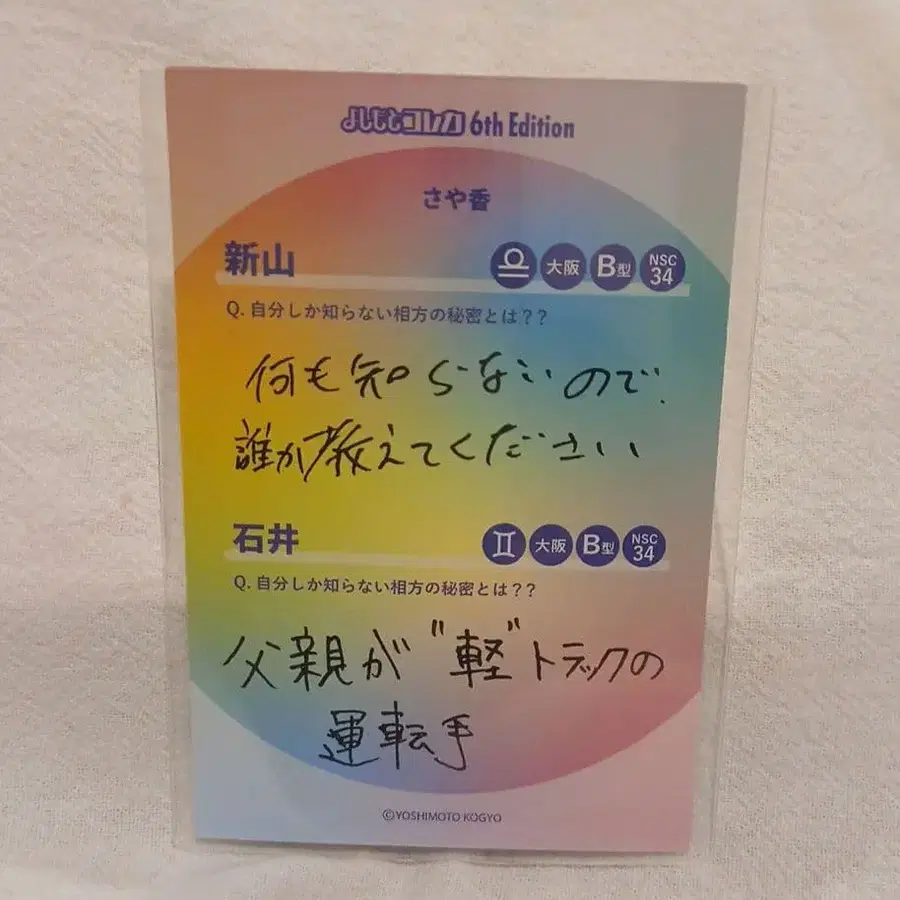 よしもとコレカ 6th Edition
さや香
新山
♎ 大阪 B型 NSC 34
Q. 自分しか知らない相方の秘密とは??
何も知らないので、
誰か教えてください
石井
♊ 大阪 B型 NSC 34
Q. 自分しか知らない相方の秘密とは??
父親が"軽"トラックの
運転手
©YOSHIMOTO KOGYO